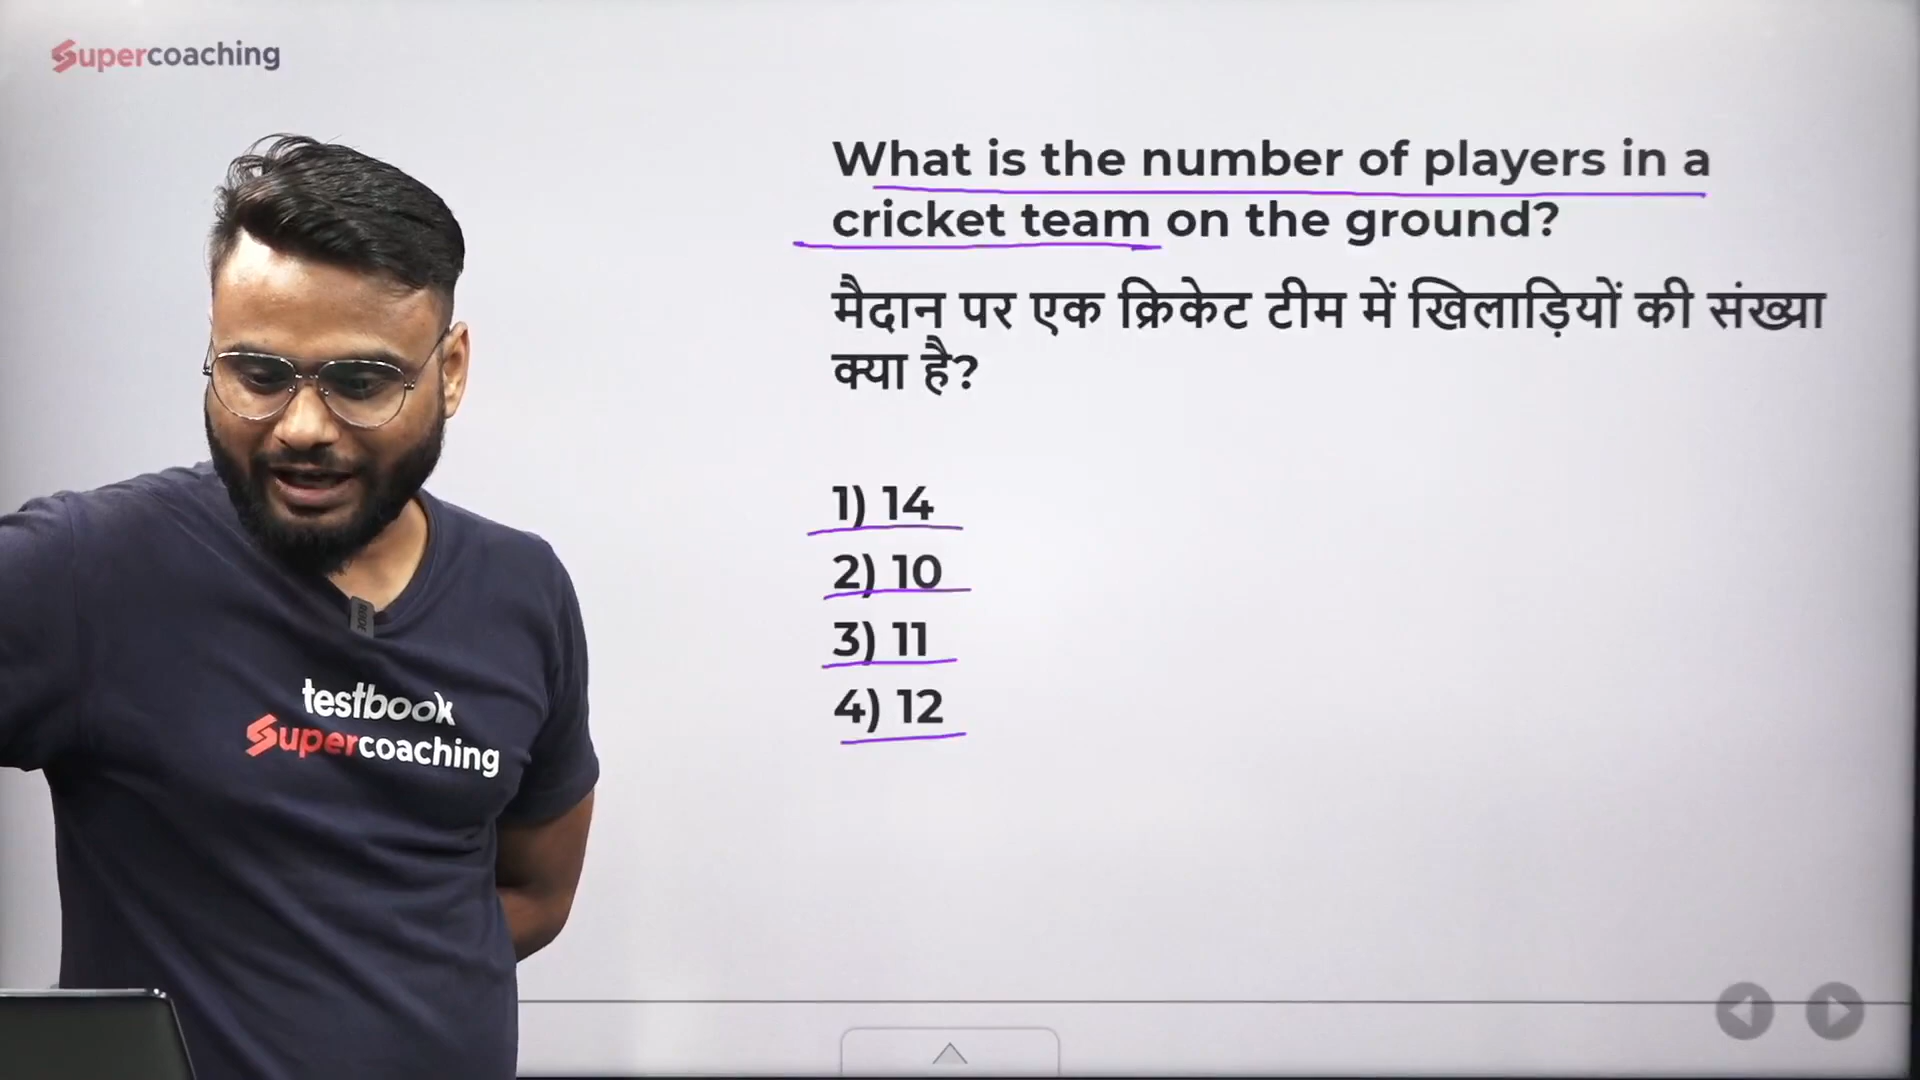 Supercoaching
What is the number of players in a
cricket team on the ground?
मैदान पर एक क्रिकेट टीम में खिलाड़ियों की संख्या
क्या है?
1) 14
2) 10
3) 11
4) 12
RODE
testbook
Supercoaching